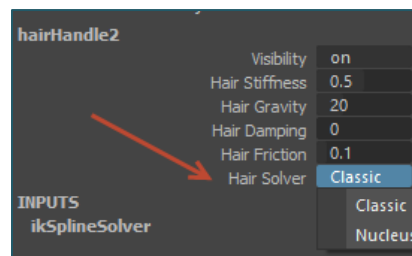 hairHandle2
Visibility on
Hair Stiffness 0.5
Hair Gravity 20
Hair Damping 0
Hair Friction 0.1
Hair Solver Classic
Classic
INPUTS
ikSplineSolver
Nucleus